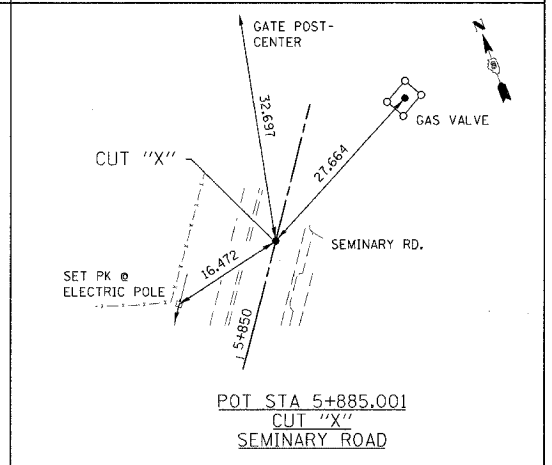 GATE POST-
CENTER
N
32.697
GAS VALVE
CUT "X"
27.664
SEMINARY RD.
SET PK @
ELECTRIC POLE
16.472
5+850
POT STA 5+885.001
CUT "X"
SEMINARY ROAD